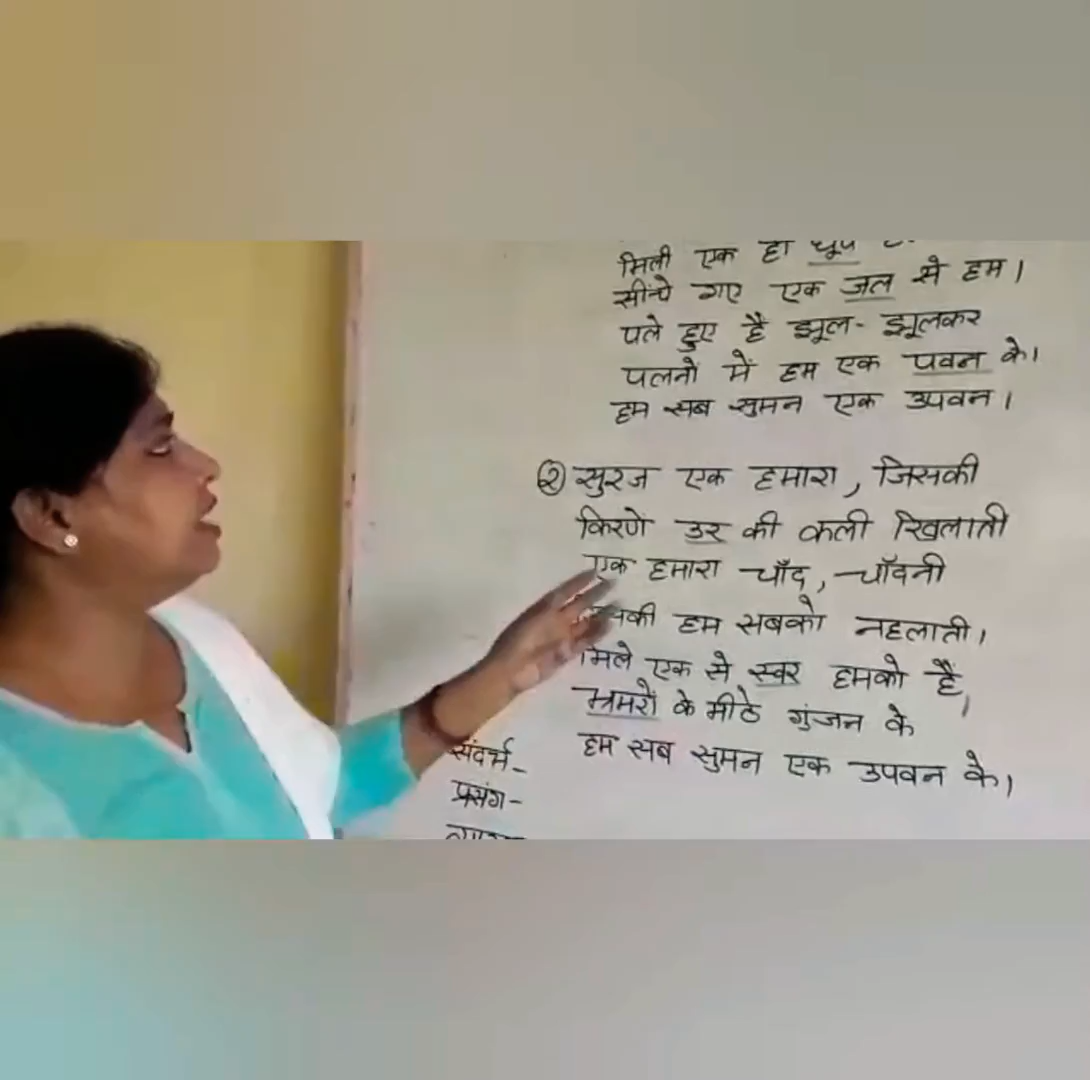 मिली एक ही धूप
सींचे गए एक जल से हम।
पले हुए है झूल-झूलकर
पलनों में हम एक पवन के।
हम सब सुमन एक उपवन।
२ सुरज एक हमारा, जिसकी
किरणे उर की कली खिलाती
एक हमारा चाँद, चाँदनी
हम सबको नहलाती।
मिले एक से स्वर हमको है,
भ्रमरों के मीठे गुंजन के
हम सब सुमन एक उपवन के।
संदर्भ-
प्रसंग-